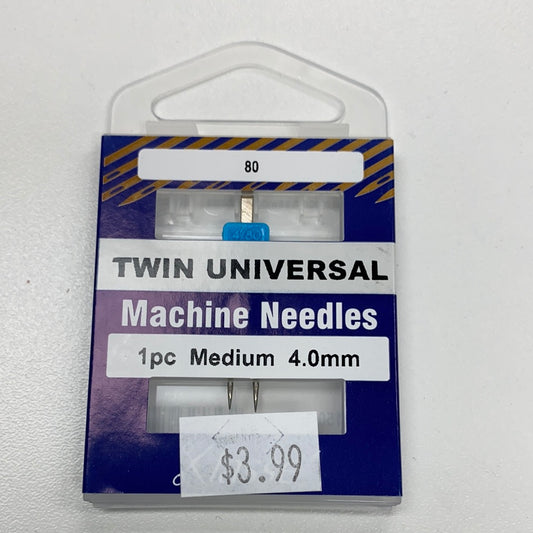 80
TWIN UNIVERSAL
Machine Needles
1pc Medium 4.0mm
$3.99